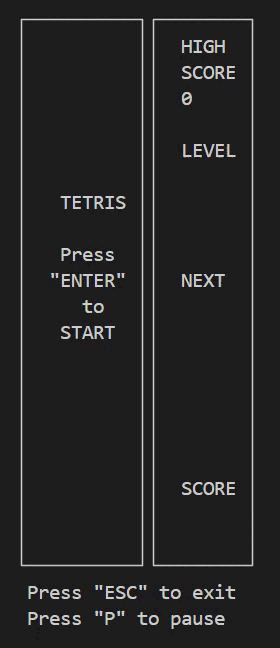 TETRIS
Press
"ENTER"
to
START
HIGH
SCORE
0
LEVEL
NEXT
SCORE
Press "ESC" to exit
Press "P" to pause